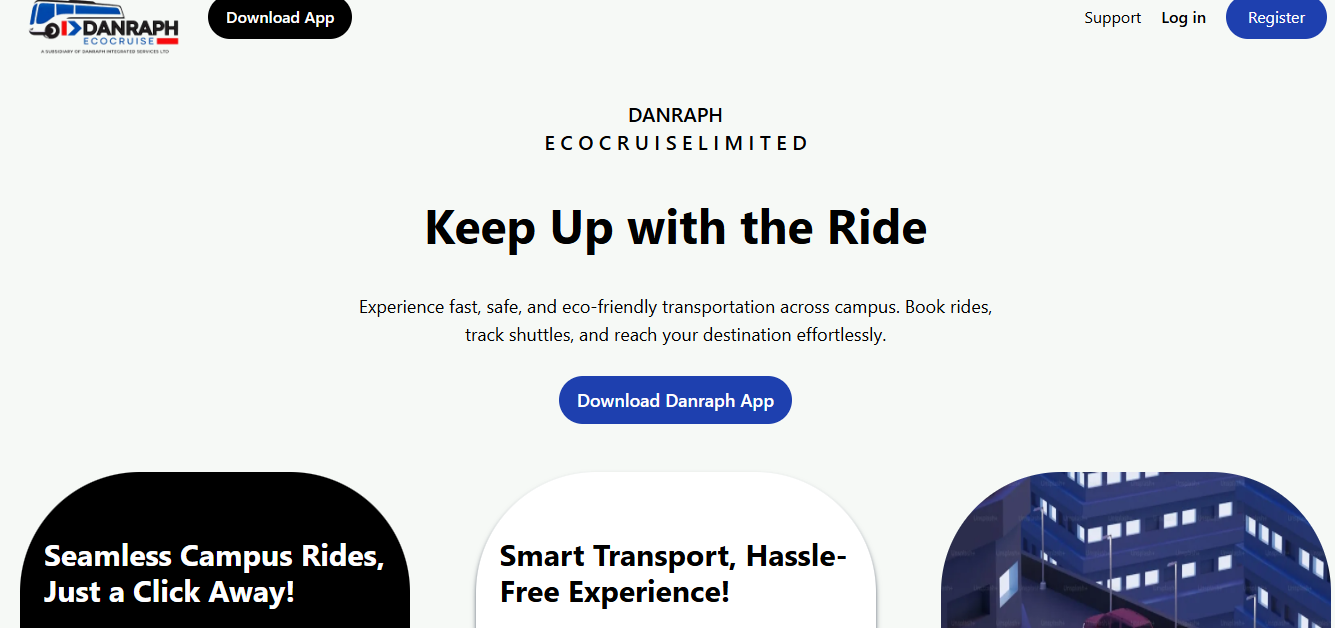 DANRAPH
ECOCRUISE
A SUBSIDIARY OF DANRAPH INTEGRATED SERVICES LTD
Download App
Support
Log in
Register
DANRAPH
ECOCRUISELIMITED
Keep Up with the Ride
Experience fast, safe, and eco-friendly transportation across campus. Book rides,
track shuttles, and reach your destination effortlessly.
Download Danraph App
Seamless Campus Rides,
Just a Click Away!
Smart Transport, Hassle-
Free Experience!